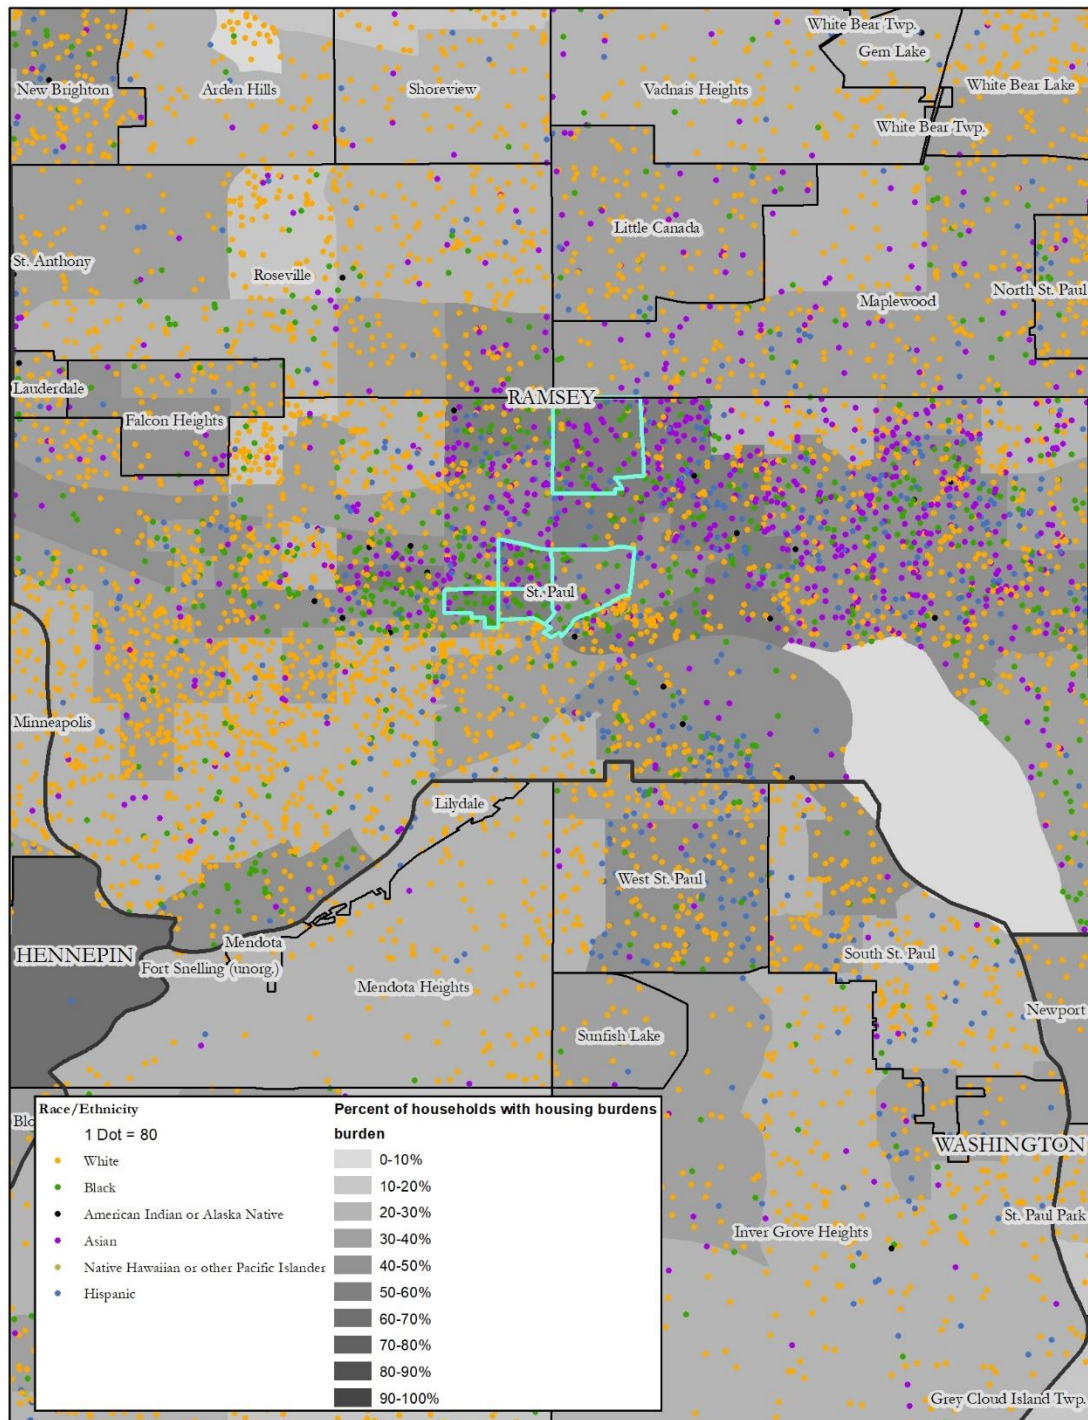 White Bear Twp.
Gem Lake
New Brighton
Arden Hills
Shoreview
Vadnais Heights
White Bear Lake
White Bear Twp.
Little Canada
St. Anthony
Roseville
North St. Paul
Maplewood
Lauderdale
RAMSEY
Falcon Heights
St. Paul
Minneapolis
Lilydale
West St. Paul
HENNEPIN
Mendota
South St. Paul
Fort Snelling (unorg.)
Mendota Heights
Newport
Sunfish Lake
Blo
WASHINGTON
St. Paul Park
Inver Grove Heights
Grey Cloud Island Twp.
Race/Ethnicity
1 Dot = 80
White
Black
American Indian or Alaska Native
Asian
Native Hawaiian or other Pacific Islander
Hispanic
Percent of households with housing burdens
burden
0-10%
10-20%
20-30%
30-40%
40-50%
50-60%
60-70%
70-80%
80-90%
90-100%